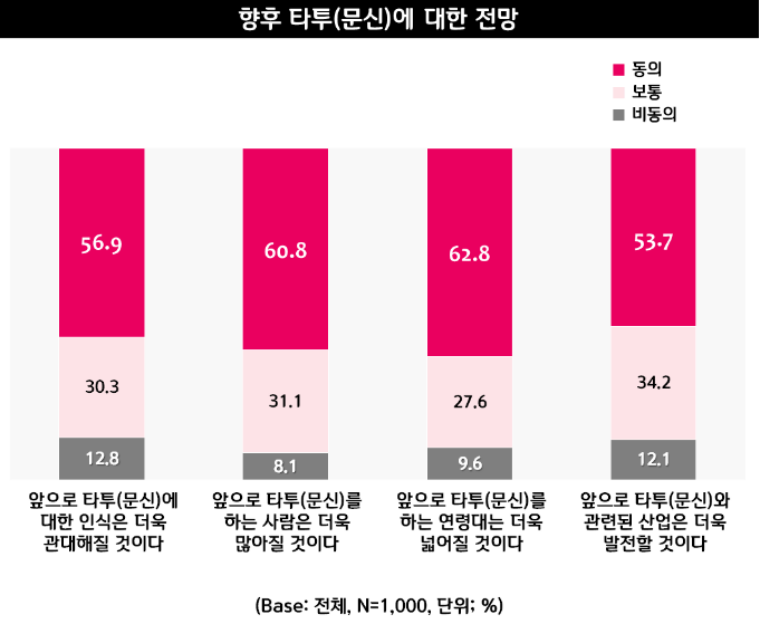 향후 타투(문신)에 대한 전망
동의
보통
비동의
56.9
60.8
62.8
53.7
30.3
31.1
27.6
34.2
12.8
8.1
9.6
12.1
앞으로 타투(문신)에
대한 인식은 더욱
관대해질 것이다
앞으로 타투(문신)를
하는 사람은 더욱
많아질 것이다
앞으로 타투(문신)를
하는 연령대는 더욱
넓어질 것이다
앞으로 타투(문신)와
관련된 산업은 더욱
발전할 것이다
(Base: 전체, N=1,000, 단위; %)